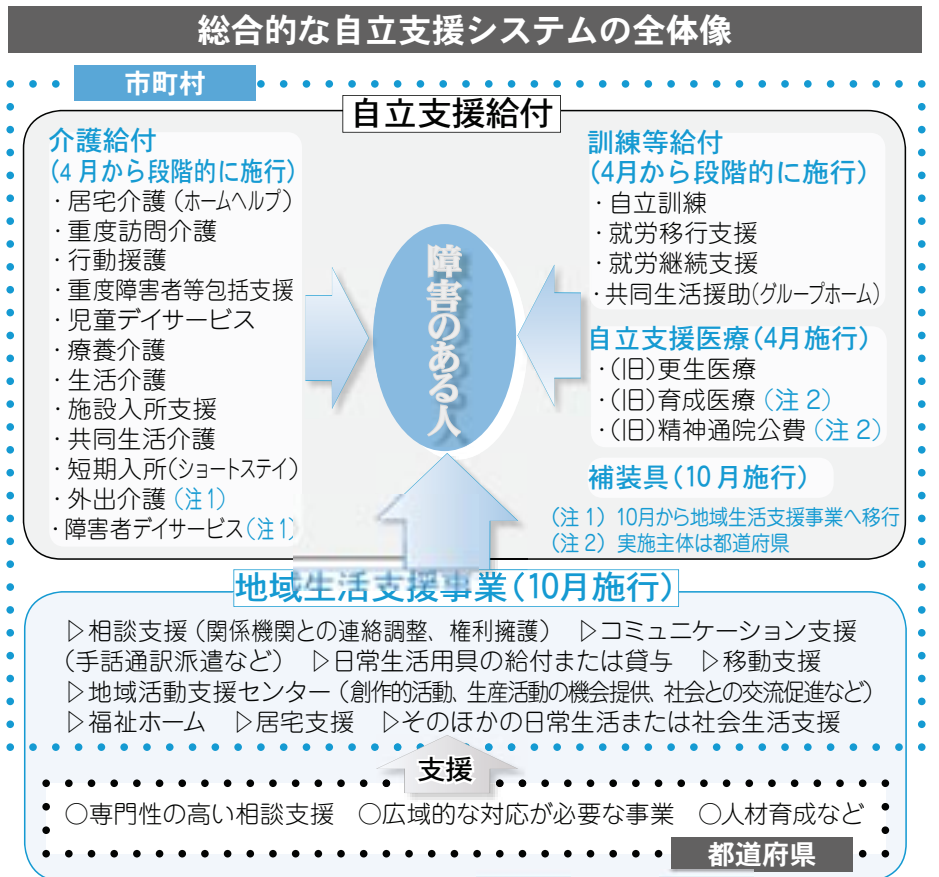 総合的な自立支援システムの全体像
市町村
自立支援給付
介護給付
(4月から段階的に施行)
・居宅介護(ホームヘルプ)
・重度訪問介護
・行動援護
・重度障害者等包括支援
・児童デイサービス
・療養介護
・生活介護
・施設入所支援
・共同生活介護
・短期入所(ショートステイ)
・外出介護(注1)
・障害者デイサービス(注1)
障害のある人
訓練等給付
(4月から段階的に施行)
・自立訓練
・就労移行支援
・就労継続支援
・共同生活援助(グループホーム)
自立支援医療(4月施行)
・(旧)更生医療
・(旧)育成医療(注2)
・(旧)精神通院公費(注2)
補装具(10月施行)
(注1) 10月から地域生活支援事業へ移行
(注2) 実施主体は都道府県
地域生活支援事業(10月施行)
▷相談支援(関係機関との連絡調整、権利擁護) ▷コミュニケーション支援
(手話通訳派遣など) ▷日常生活用具の給付または貸与 ▷移動支援
▷地域活動支援センター(創作的活動、生産活動の機会提供、社会との交流促進など)
▷福祉ホーム ▷居宅支援 ▷そのほかの日常生活または社会生活支援
支援
○専門性の高い相談支援 ○広域的な対応が必要な事業 ○人材育成など
都道府県